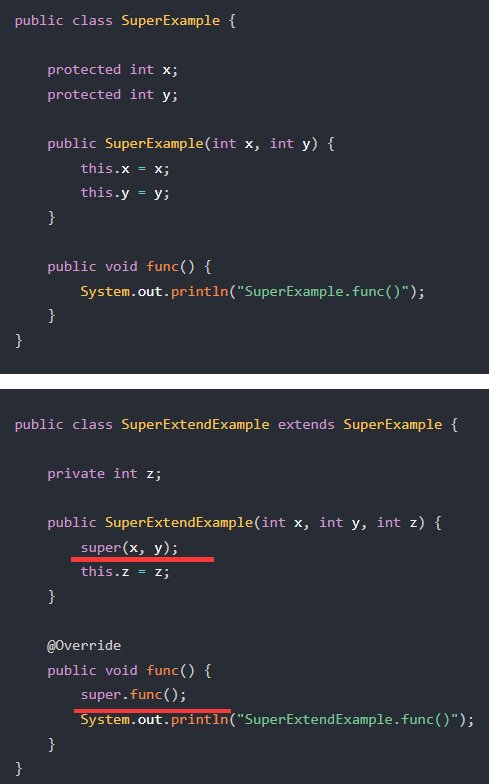 public class SuperExample {
protected int x;
protected int y;
public SuperExample(int x, int y) {
this.x = x;
this.y = y;
}
public void func() {
System.out.println("SuperExample.func()");
}
}
public class SuperExtendExample extends SuperExample {
private int z;
public SuperExtendExample(int x, int y, int z) {
super(x, y);
this.z = z;
}
@Override
public void func() {
super.func();
System.out.println("SuperExtendExample.func()");
}
}